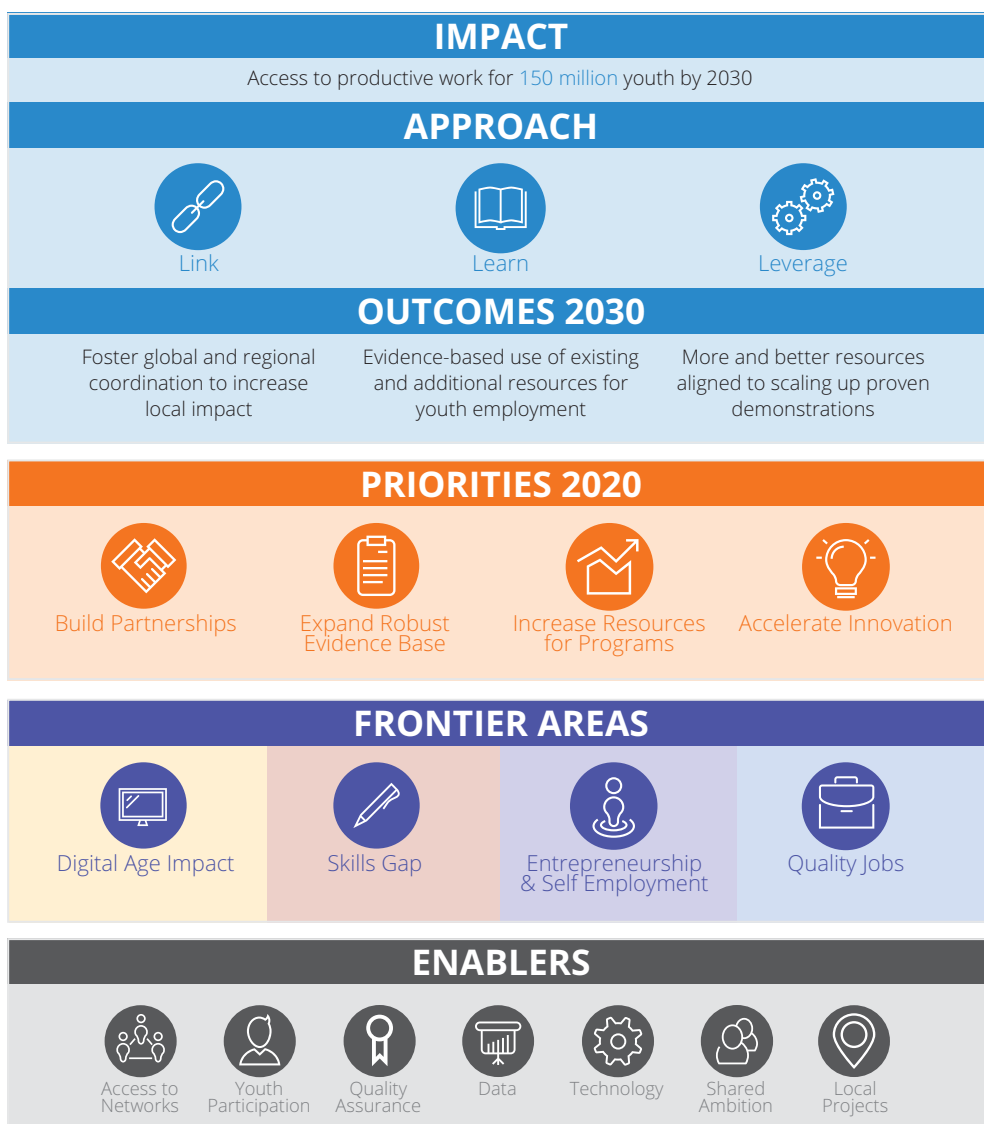 IMPACT
Access to productive work for 150 million youth by 2030
APPROACH
Link
Learn
Leverage
OUTCOMES 2030
Foster global and regional
coordination to increase
local impact
Evidence-based use of existing
and additional resources for
youth employment
More and better resources
aligned to scaling up proven
demonstrations
PRIORITIES 2020
Build Partnerships
Expand Robust
Evidence Base
Increase Resources
for Programs
Accelerate Innovation
FRONTIER AREAS
Digital Age Impact
Skills Gap
Entrepreneurship
& Self Employment
Quality Jobs
ENABLERS
Access to
Networks
Youth
Participation
Quality
Assurance
Data
Technology
Shared
Ambition
Local
Projects